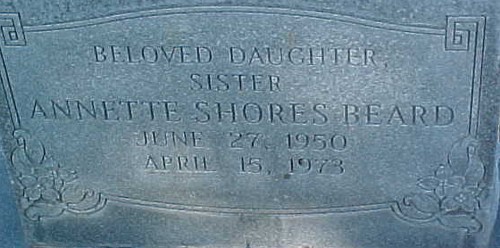 BELOVED DAUGHTER,
SISTER
ANNETTE SHORES BEARD
JUNE 27, 1950
APRIL 15, 1973